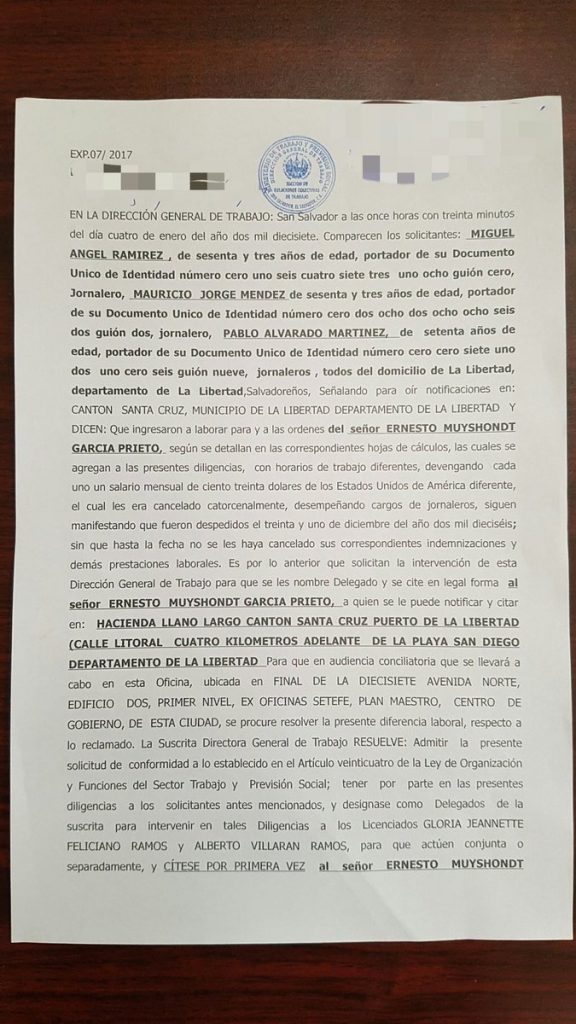 EXP.07/ 2017
MINISTERIO DE TRABAJO Y PREVISION SOCIAL
DIRECCION GENERAL DE TRABAJO
SECCION DE
RELACIONES COLECTIVAS
DE TRABAJO
EN LA DIRECCIÓN GENERAL DE TRABAJO: San Salvador a las once horas con treinta minutos
del día cuatro de enero del año dos mil diecisiete. Comparecen los solicitantes: MIGUEL
ANGEL RAMIREZ , de sesenta y tres años de edad, portador de su Documento
Unico de Identidad número cero uno seis cuatro siete tres uno ocho guión cero,
Jornalero, MAURICIO JORGE MENDEZ de sesenta y tres años de edad, portador
de su Documento Unico de Identidad número cero dos ocho dos ocho ocho seis
dos guión dos, jornalero, PABLO ALVARADO MARTINEZ, de setenta años de
edad, portador de su Documento Unico de Identidad número cero cero siete uno
dos uno cero seis guión nueve, jornaleros , todos del domicilio de La Libertad,
departamento de La Libertad,Salvadoreños, Señalando para oír notificaciones en:
CANTON SANTA CRUZ, MUNICIPIO DE LA LIBERTAD DEPARTAMENTO DE LA LIBERTAD Y
DICEN: Que ingresaron a laborar para y a las ordenes del señor ERNESTO MUYSHONDT
GARCIA PRIETO, según se detallan en las correspondientes hojas de cálculos, las cuales se
agregan a las presentes diligencias, con horarios de trabajo diferentes, devengando cada
uno un salario mensual de ciento treinta dolares de los Estados Unidos de América diferente,
el cual les era cancelado catorcenalmente, desempeñando cargos de jornaleros, siguen
manifestando que fueron despedidos el treinta y uno de diciembre del año dos mil dieciséis;
sin que hasta la fecha no se les haya cancelado sus correspondientes indemnizaciones y
demás prestaciones laborales. Es por lo anterior que solicitan la intervención de esta
Dirección General de Trabajo para que se les nombre Delegado y se cite en legal forma al
señor ERNESTO MUYSHONDT GARCIA PRIETO, a quien se le puede notificar y citar
en: HACIENDA LLANO LARGO CANTON SANTA CRUZ PUERTO DE LA LIBERTAD
(CALLE LITORAL CUATRO KILOMETROS ADELANTE DE LA PLAYA SAN DIEGO
DEPARTAMENTO DE LA LIBERTAD Para que en audiencia conciliatoria que se llevará a
cabo en esta Oficina, ubicada en FINAL DE LA DIECISIETE AVENIDA NORTE,
EDIFICIO DOS, PRIMER NIVEL, EX OFICINAS SETEFE, PLAN MAESTRO, CENTRO DE
GOBIERNO, DE ESTA CIUDAD, se procure resolver la presente diferencia laboral, respecto a
lo reclamado. La Suscrita Directora General de Trabajo RESUELVE: Admitir la presente
solicitud de conformidad a lo establecido en el Artículo veinticuatro de la Ley de Organización
y Funciones del Sector Trabajo y Previsión Social; tener por parte en las presentes
diligencias a los solicitantes antes mencionados, y designase como Delegados de la
suscrita para intervenir en tales Diligencias a los Licenciados GLORIA JEANNETTE
FELICIANO RAMOS y ALBERTO VILLARAN RAMOS, para que actúen conjunta o
separadamente, y CÍTESE POR PRIMERA VEZ al señor ERNESTO MUYSHONDT